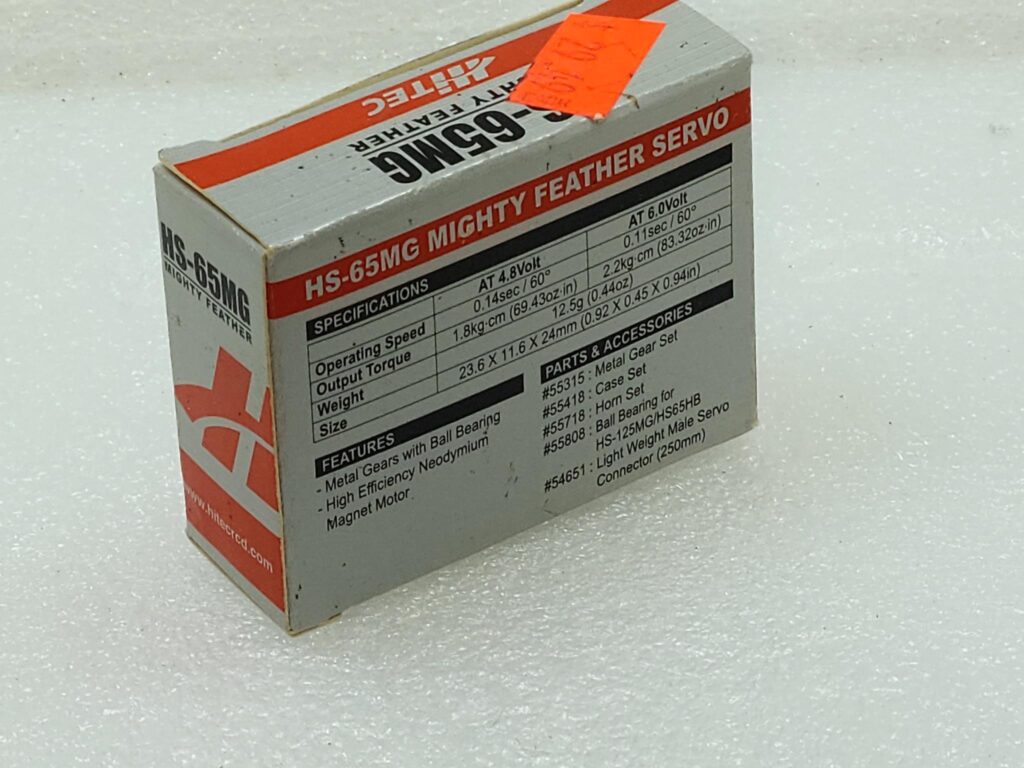 HiTEC
MIGHTY FEATHER
HS-65MG
HS-65MG
MIGHTY FEATHER
www.hitecrcd.com
HS-65MG MIGHTY FEATHER SERVO
SPECIFICATIONS
AT 4.8Volt AT 6.0Volt
Operating Speed 0.14sec / 60° 0.11sec / 60°
Output Torque 1.8kg·cm (69.43oz·in) 2.2kg·cm (83.32oz·in)
Weight 12.5g (0.44oz)
Size 23.6 X 11.6 X 24mm (0.92 X 0.45 X 0.94in)
FEATURES
- Metal Gears with Ball Bearing
- High Efficiency Neodymium
Magnet Motor
PARTS & ACCESSORIES
#55315 : Metal Gear Set
#55418 : Case Set
#55718 : Horn Set
#55808 : Ball Bearing for
HS-125MG/HS65HB
#54651 : Light Weight Male Servo
Connector (250mm)